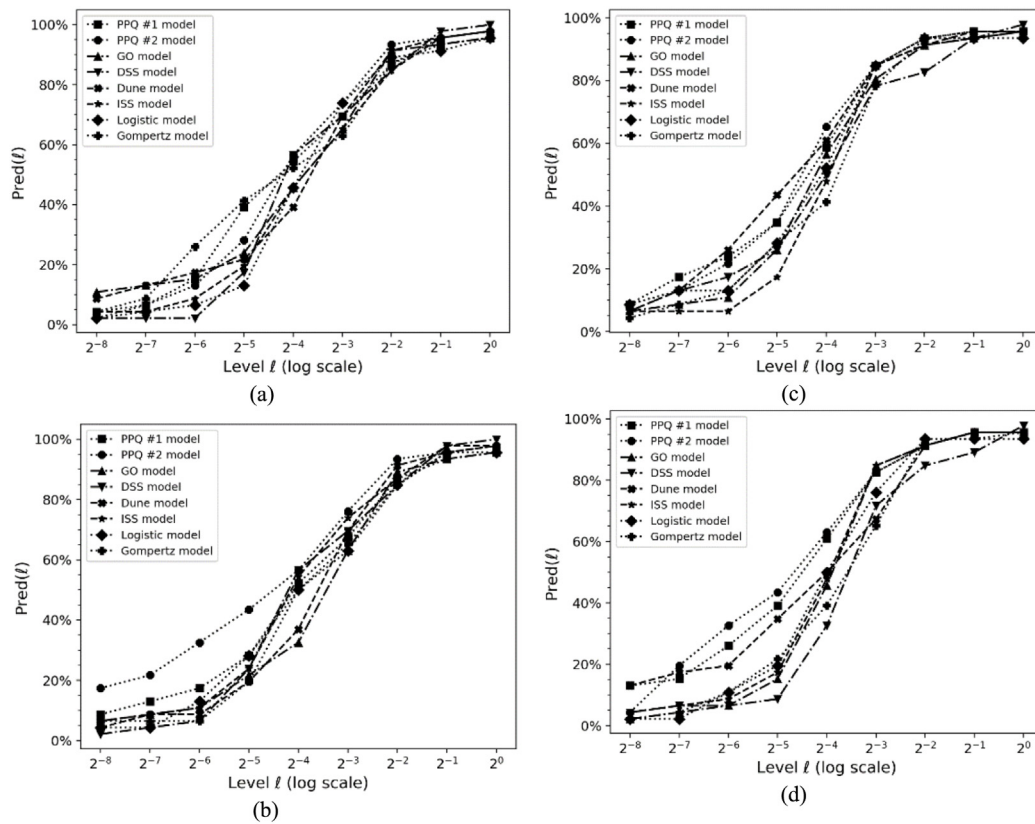 100%
80%
60%
40%
20%
0%
Pred(ℓ)
PPQ #1 model
PPQ #2 model
GO model
DSS model
Dune model
ISS model
Logistic model
Gompertz model
2⁻⁸ 2⁻⁷ 2⁻⁶ 2⁻⁵ 2⁻⁴ 2⁻³ 2⁻² 2⁻¹ 2⁰
Level ℓ (log scale)
(a)
100%
80%
60%
40%
20%
0%
Pred(ℓ)
PPQ #1 model
PPQ #2 model
GO model
DSS model
Dune model
ISS model
Logistic model
Gompertz model
2⁻⁸ 2⁻⁷ 2⁻⁶ 2⁻⁵ 2⁻⁴ 2⁻³ 2⁻² 2⁻¹ 2⁰
Level ℓ (log scale)
(c)
100%
80%
60%
40%
20%
0%
Pred(ℓ)
PPQ #1 model
PPQ #2 model
GO model
DSS model
Dune model
ISS model
Logistic model
Gompertz model
2⁻⁸ 2⁻⁷ 2⁻⁶ 2⁻⁵ 2⁻⁴ 2⁻³ 2⁻² 2⁻¹ 2⁰
Level ℓ (log scale)
(b)
100%
80%
60%
40%
20%
0%
Pred(ℓ)
PPQ #1 model
PPQ #2 model
GO model
DSS model
Dune model
ISS model
Logistic model
Gompertz model
2⁻⁸ 2⁻⁷ 2⁻⁶ 2⁻⁵ 2⁻⁴ 2⁻³ 2⁻² 2⁻¹ 2⁰
Level ℓ (log scale)
(d)